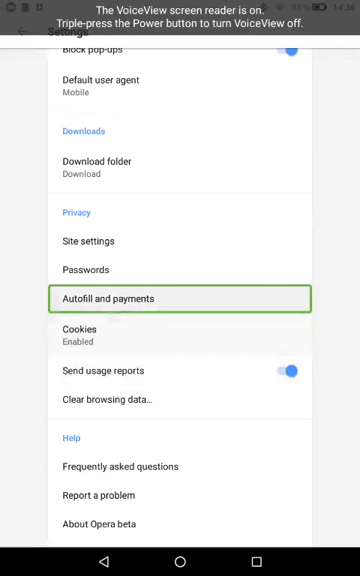 The VoiceView screen reader is on.
Triple-press the Power button to turn VoiceView off.
Settings
Block pop-ups
Default user agent
Mobile
Downloads
Download folder
Download
Privacy
Site settings
Passwords
Autofill and payments
Cookies
Enabled
Send usage reports
Clear browsing data...
Help
Frequently asked questions
Report a problem
About Opera beta